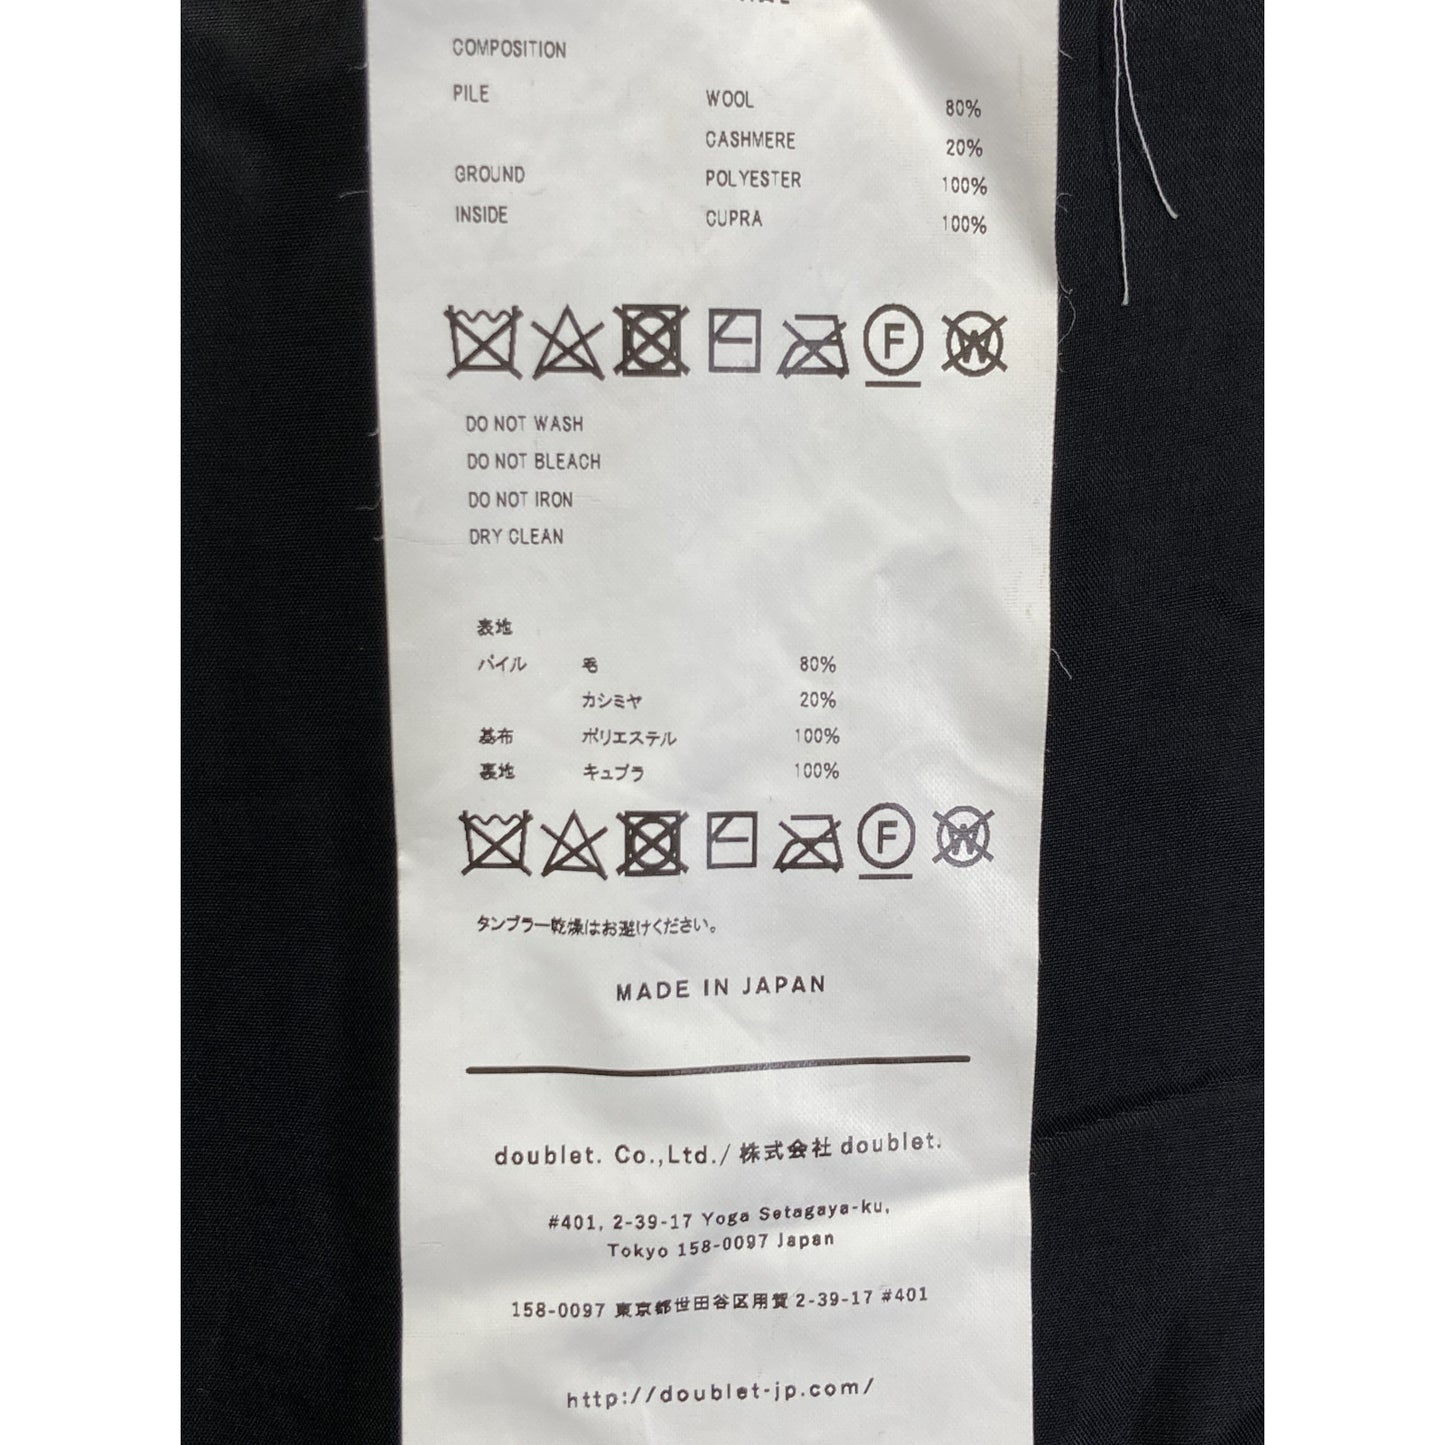 COMPOSITION
PILE WOOL 80%
CASHMERE 20%
GROUND POLYESTER 100%
INSIDE CUPRA 100%
F W
DO NOT WASH
DO NOT BLEACH
DO NOT IRON
DRY CLEAN
表地
パイル 毛 80%
カシミヤ 20%
基布 ポリエステル 100%
裏地 キュプラ 100%
F W
タンブラー乾燥はお避けください。
MADE IN JAPAN
doublet. Co.,Ltd./ 株式会社 doublet.
#401, 2-39-17 Yoga Setagaya-ku,
Tokyo 158-0097 Japan
158-0097 東京都世田谷区用賀 2-39-17 #401
http://doublet-jp.com/